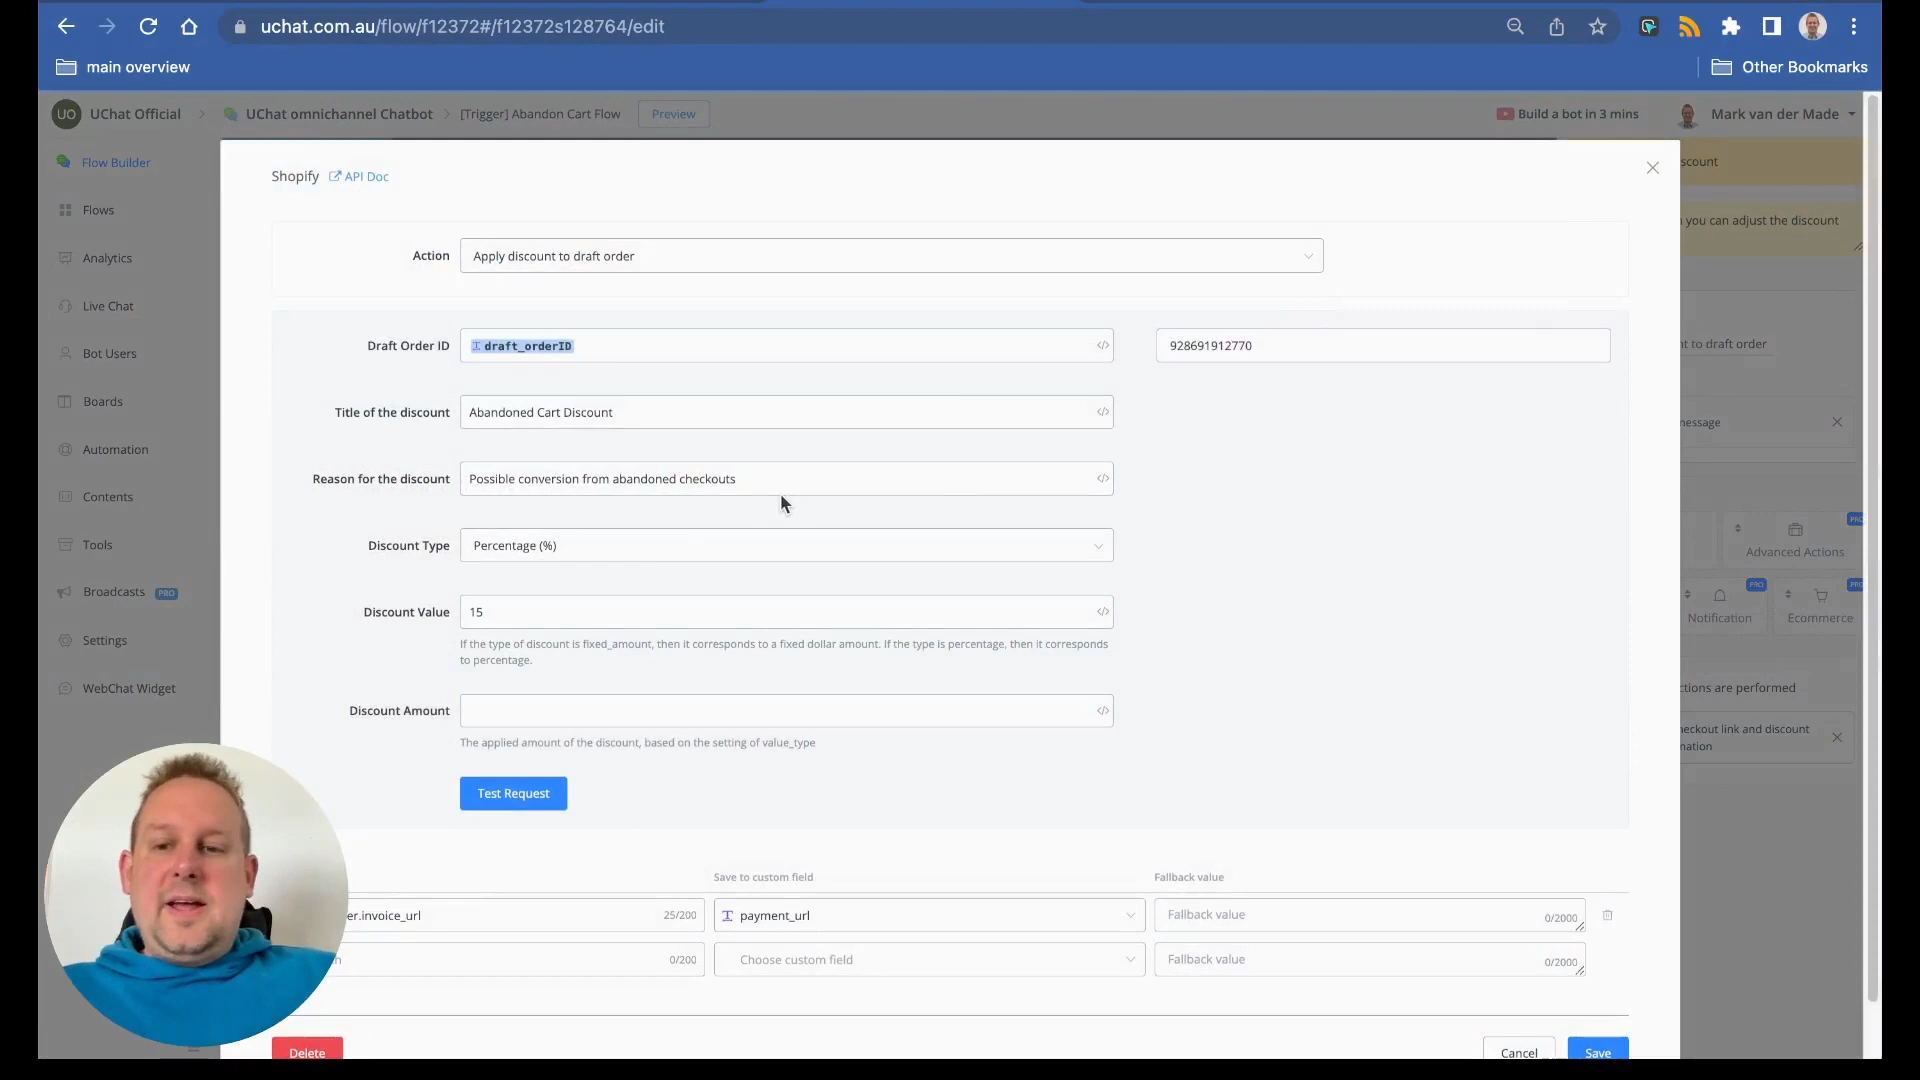 uchat.com.au/flow/f12372#/f12372s128764/edit
main overview
Other Bookmarks
UO UChat Official
UChat omnichannel Chatbot
[Trigger] Abandon Cart Flow
Preview
Build a bot in 3 mins
Mark van der Made
Flow Builder
Flows
Analytics
Live Chat
Bot Users
Boards
Automation
Contents
Tools
Broadcasts PRO
Settings
WebChat Widget
Shopify API Doc
Action Apply discount to draft order
Draft Order ID draft_orderID 928691912770
Title of the discount Abandoned Cart Discount
Reason for the discount Possible conversion from abandoned checkouts
Discount Type Percentage (%)
Discount Value 15
If the type of discount is fixed_amount, then it corresponds to a fixed dollar amount. If the type is percentage, then it corresponds
to percentage.
Discount Amount
The applied amount of the discount, based on the setting of value_type
Test Request
Save to custom field Fallback value
er.invoice_url 25/200 payment_url Fallback value 0/2000
0/200 Choose custom field Fallback value 0/2000
Delete
Cancel
Save
scount
you can adjust the discount
t to draft order
nessage
PRO
Advanced Actions
PRO
Notification
Ecommerce
ctions are performed
heckout link and discount
nation